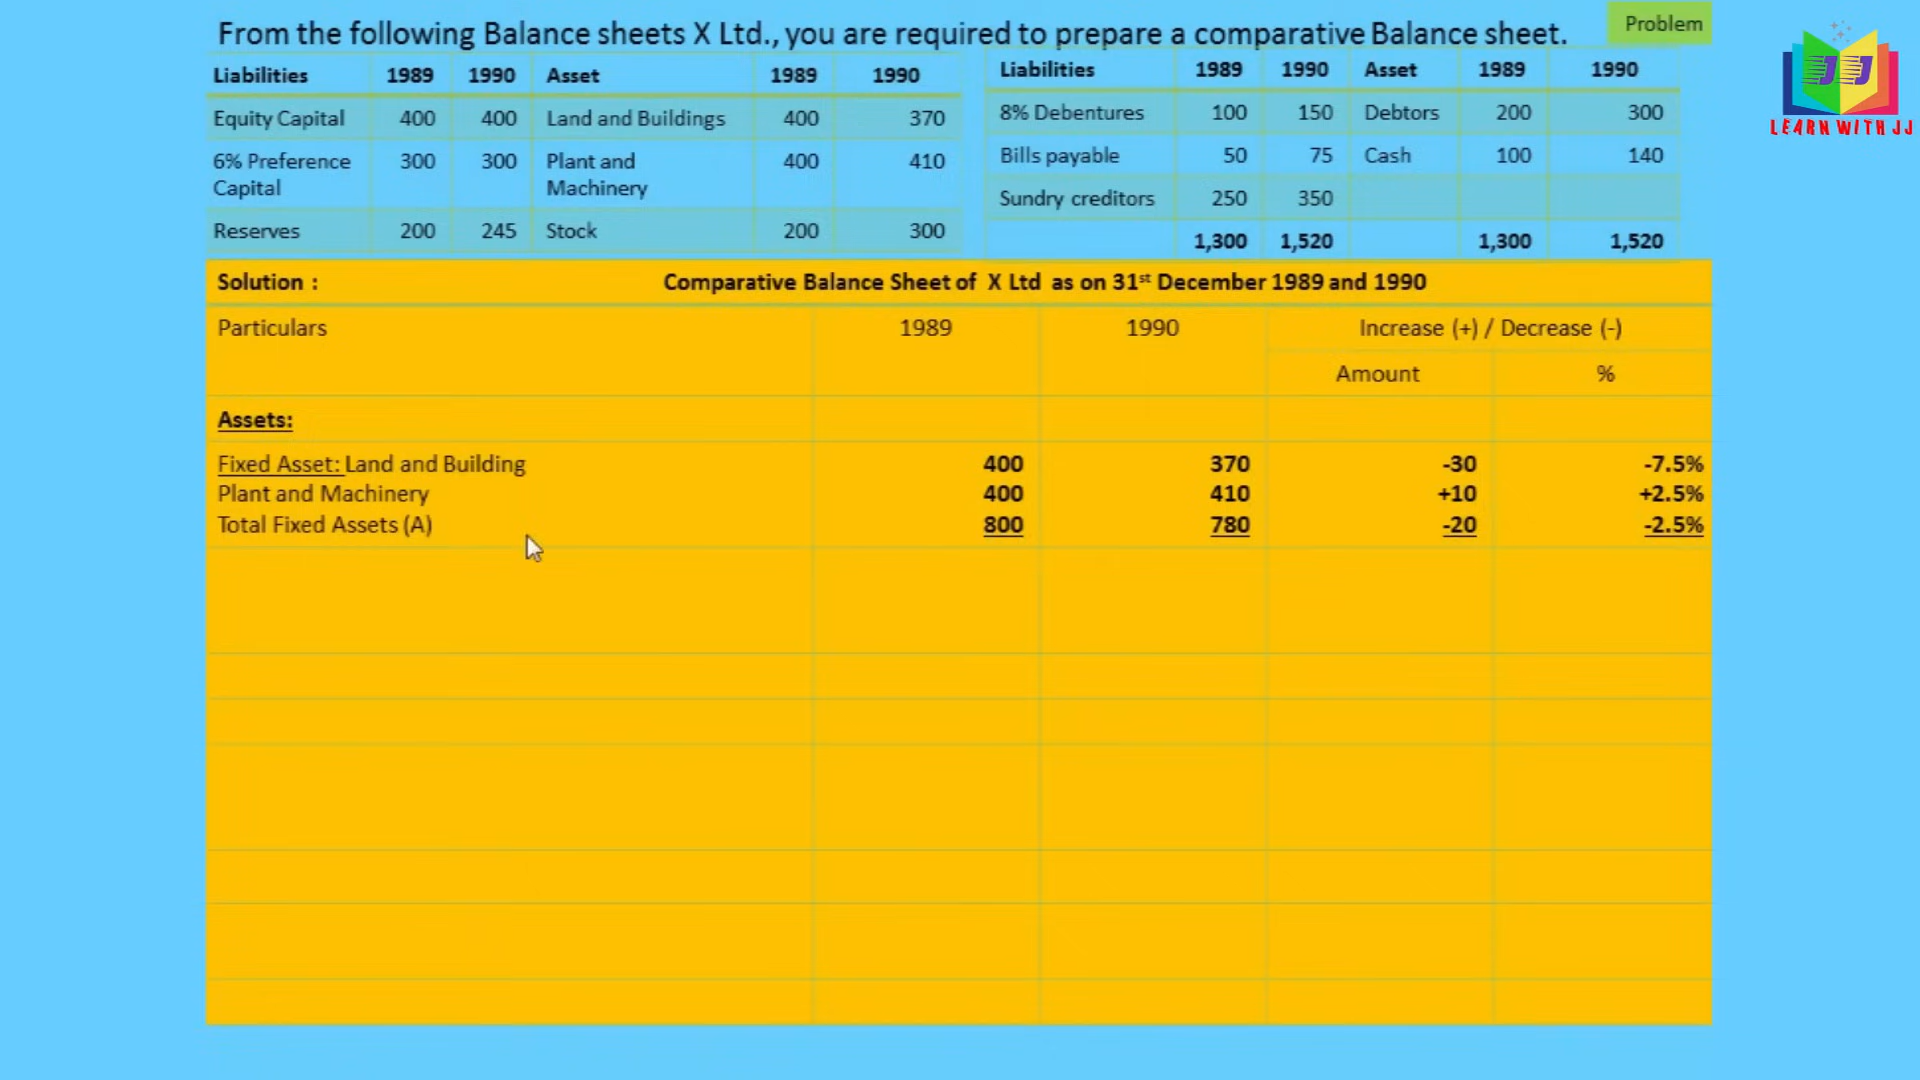 From the following Balance sheets X Ltd., you are required to prepare a comparative Balance sheet.
Problem
LEARN WITH JJ
Liabilities 1989 1990 Asset 1989 1990
Equity Capital 400 400 Land and Buildings 400 370
6% Preference Capital 300 300 Plant and Machinery 400 410
Reserves 200 245 Stock 200 300
Liabilities 1989 1990 Asset 1989 1990
8% Debentures 100 150 Debtors 200 300
Bills payable 50 75 Cash 100 140
Sundry creditors 250 350
1,300 1,520 1,300 1,520
Solution : Comparative Balance Sheet of X Ltd as on 31st December 1989 and 1990
Particulars 1989 1990 Increase (+) / Decrease (-)
Amount %
Assets:
Fixed Asset: Land and Building 400 370 -30 -7.5%
Plant and Machinery 400 410 +10 +2.5%
Total Fixed Assets (A) 800 780 -20 -2.5%